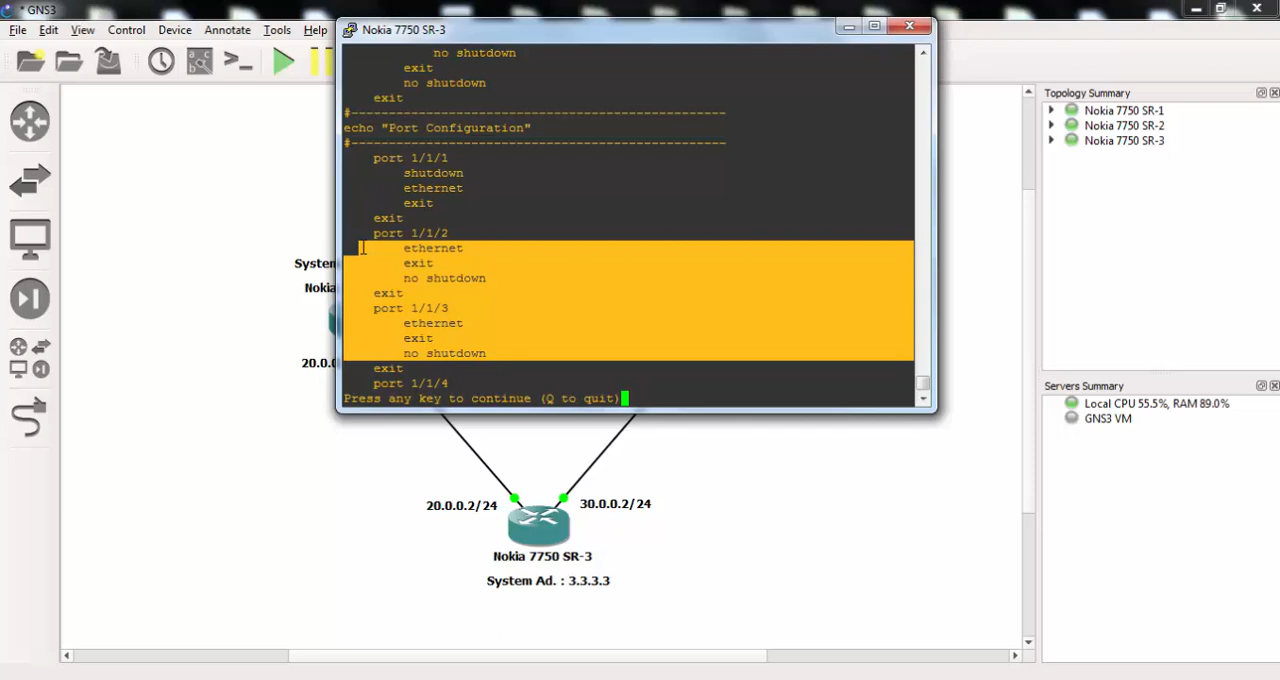 * GNS3
File Edit View Control Devic Annotate Tools Help
Nokia 7750 SR-3
no shutdown
exit
no shutdown
exit
#--------------------------------------------------
echo "Port Configuration"
#--------------------------------------------------
port 1/1/1
shutdown
ethernet
exit
exit
port 1/1/2
ethernet
exit
no shutdown
exit
port 1/1/3
ethernet
exit
no shutdown
exit
port 1/1/4
Press any key to continue (Q to quit)
System
Nokia
20.0.0
20.0.0.2/24
30.0.0.2/24
Nokia 7750 SR-3
System Ad. : 3.3.3.3
Topology Summary
Nokia 7750 SR-1
Nokia 7750 SR-2
Nokia 7750 SR-3
Servers Summary
Local CPU 55.5%, RAM 89.0%
GNS3 VM